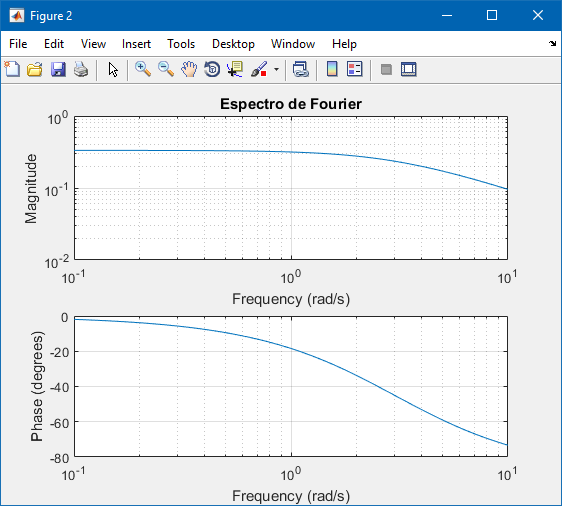 Figure 2
File Edit View Insert Tools Desktop Window Help
Espectro de Fourier
10^0
10^-1
10^-2
Magnitude
10^-1 10^0 10^1
Frequency (rad/s)
0
-20
-40
-60
-80
Phase (degrees)
10^-1 10^0 10^1
Frequency (rad/s)